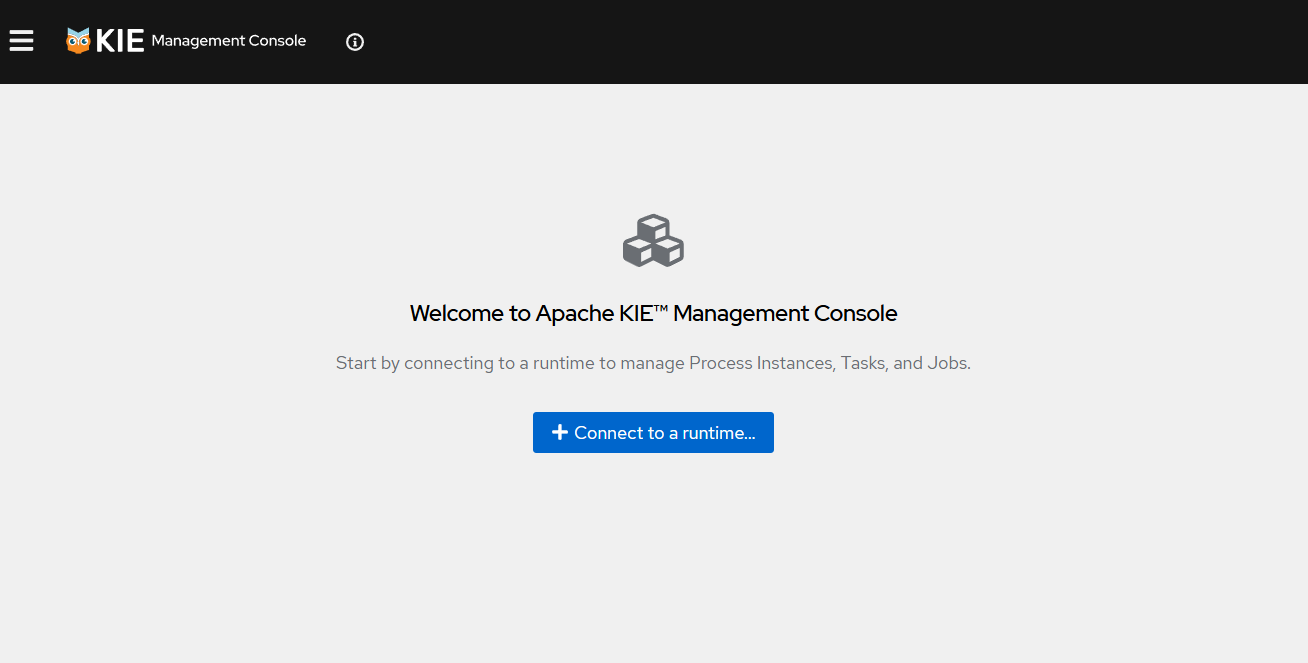 KIE Management Console
Welcome to Apache KIE™ Management Console
Start by connecting to a runtime to manage Process Instances, Tasks, and Jobs.
Connect to a runtime...